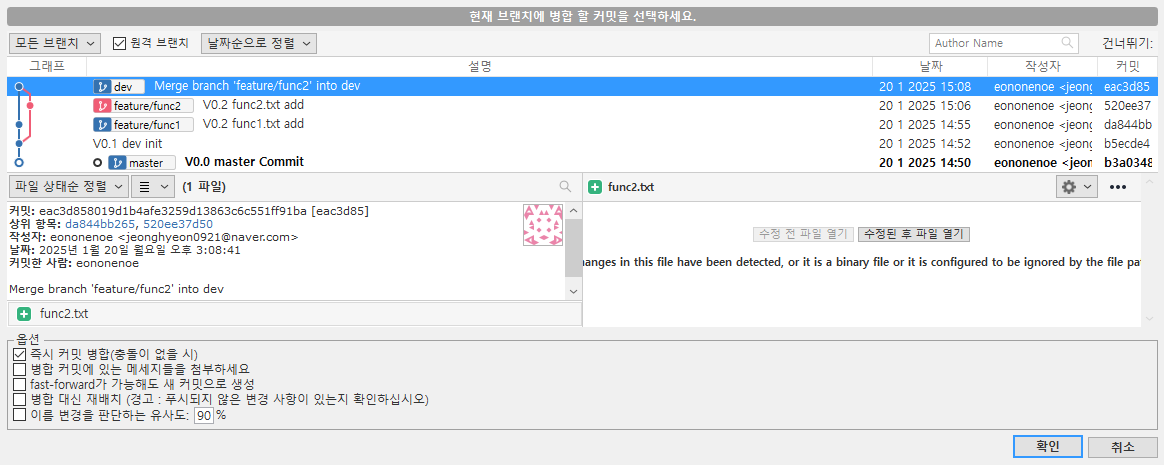 현재 브랜치에 병합 할 커밋을 선택하세요.
모든 브랜치 원격 브랜치 날짜순으로 정렬 Author Name 건너뛰기:
그래프 설명 날짜 작성자 커밋
dev Merge branch 'feature/func2' into dev 20 1 2025 15:08 eononenoe <jeong eac3d85
feature/func2 V0.2 func2.txt add 20 1 2025 15:06 eononenoe <jeong 520ee37
feature/func1 V0.2 func1.txt add 20 1 2025 14:55 eononenoe <jeong da844bb
V0.1 dev init 20 1 2025 14:52 eononenoe <jeong b5ecde4
master V0.0 master Commit 20 1 2025 14:50 eononenoe <jeon b3a0348
파일 상태순 정렬 (1 파일)
커밋: eac3d858019d1b4afe3259d13863c6c551ff91ba [eac3d85]
상위 항목: da844bb265, 520ee37d50
작성자: eononenoe <jeonghyeon0921@naver.com>
날짜: 2025년 1월 20일 월요일 오후 3:08:41
커밋한 사람: eononenoe
Merge branch 'feature/func2' into dev
func2.txt
func2.txt
수정 전 파일 열기 수정된 후 파일 열기
hanges in this file have been detected, or it is a binary file or it is configured to be ignored by the file pa
옵션
즉시 커밋 병합(충돌이 없을 시)
병합 커밋에 있는 메세지들을 첨부하세요
fast-forward가 가능해도 새 커밋으로 생성
병합 대신 재배치 (경고 : 푸시되지 않은 변경 사항이 있는지 확인하십시오)
이름 변경을 판단하는 유사도: 90 %
확인 취소